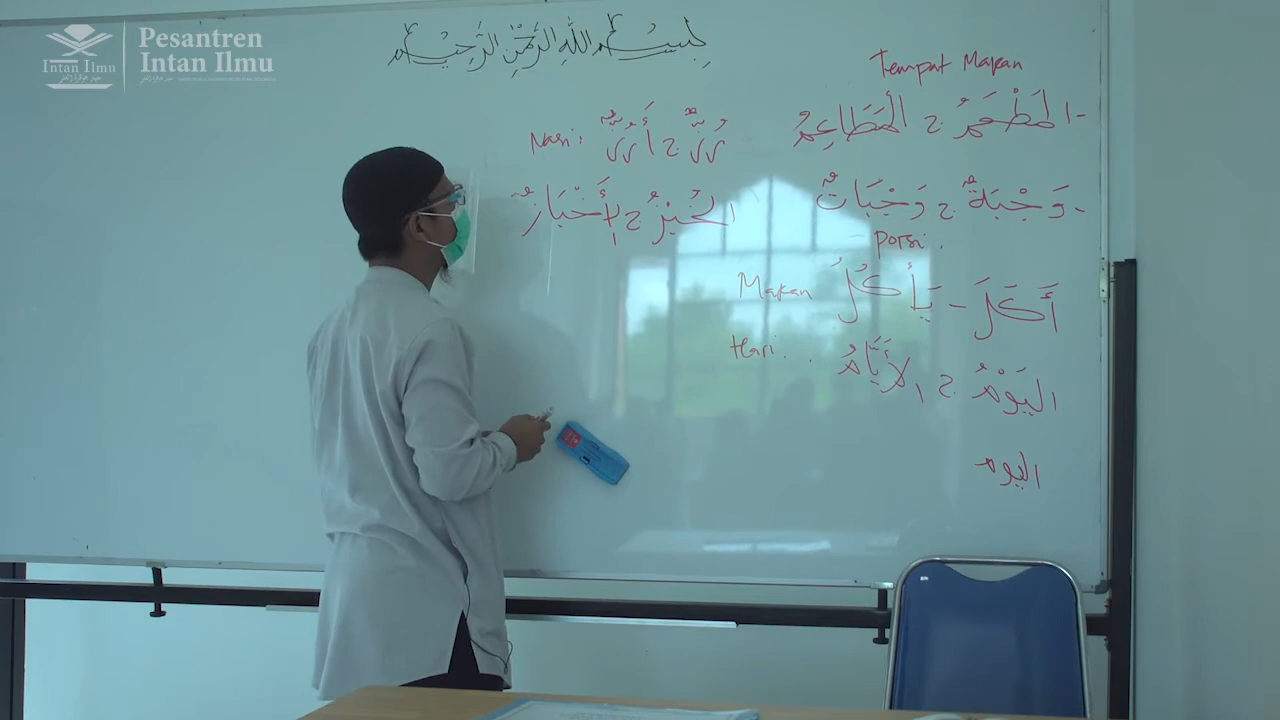 Pesantren
Intan Ilmu
Intan Ilmu
بِسْمِ اللهِ الرَّحْمٰنِ الرَّحِيْمِ
Tempat Makan
- المَطْعَمُ ج المَطَاعِمُ
- وَجْبَةٌ ج وَجْبَاتٌ
porsi.
أَكَلَ - يَأْكُلُ Makan
اليَوْمُ ج الأَيَّامُ Hari..
اليوم
رُزٌّ ج أَرُزٌّ Nasi.
الخُبْزُ ج الأَخْبَازُ